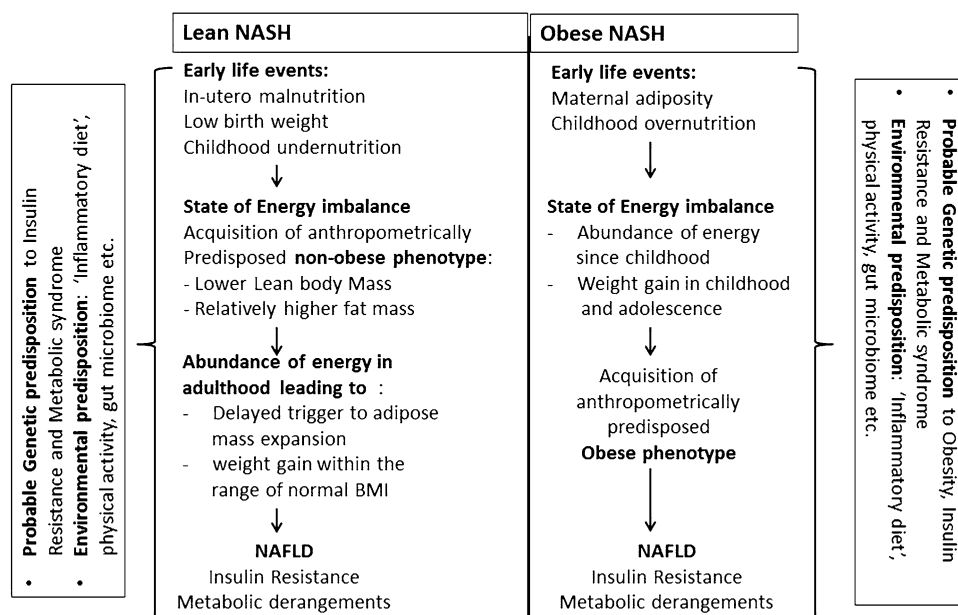 Lean NASH
Early life events:
In-utero malnutrition
Low birth weight
Childhood undernutrition
State of Energy imbalance
Acquisition of anthropometrically
Predisposed non-obese phenotype:
- Lower Lean body Mass
- Relatively higher fat mass
Abundance of energy in
adulthood leading to :
- Delayed trigger to adipose
mass expansion
- weight gain within the
range of normal BMI
NAFLD
Insulin Resistance
Metabolic derangements
Obese NASH
Early life events:
Maternal adiposity
Childhood overnutrition
State of Energy imbalance
- Abundance of energy
since childhood
- Weight gain in childhood
and adolescence
Acquisition of
anthropometrically
predisposed
Obese phenotype
NAFLD
Insulin Resistance
Metabolic derangements
• Probable Genetic predisposition to Insulin
Resistance and Metabolic syndrome
• Environmental predisposition: ‘Inflammatory diet’,
physical activity, gut microbiome etc.
• Probable Genetic predisposition to Obesity, Insulin
Resistance and Metabolic syndrome
• Environmental predisposition: ‘Inflammatory diet’,
physical activity, gut microbiome etc.